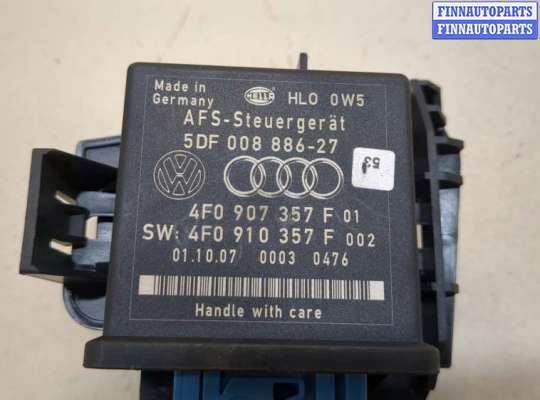 FINNAUTOPARTS
FINNAUTOPARTS
Made in
Germany
HELLA
HLO 0W5
AFS-Steuergerät
5DF 008 886-27
53
4F0 907 357 F 01
SW: 4F0 910 357 F 002
01.10.07 0003 0476
Handle with care